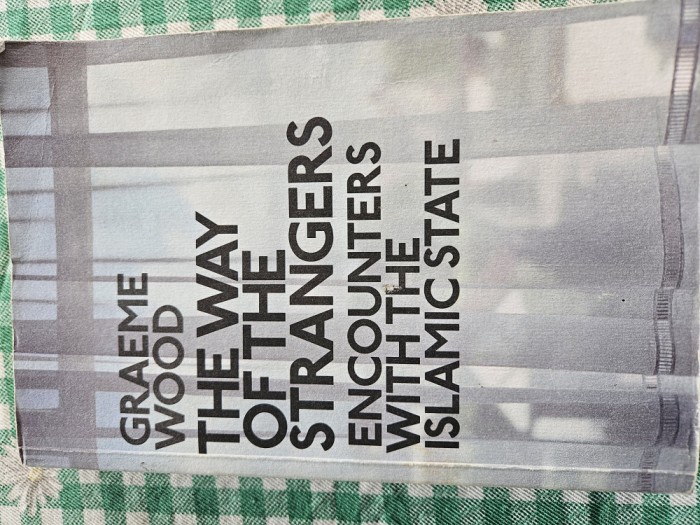 GRAEME
WOOD
THE WAY
OF THE
STRANGERS
ENCOUNTERS
WITH THE
ISLAMIC STATE